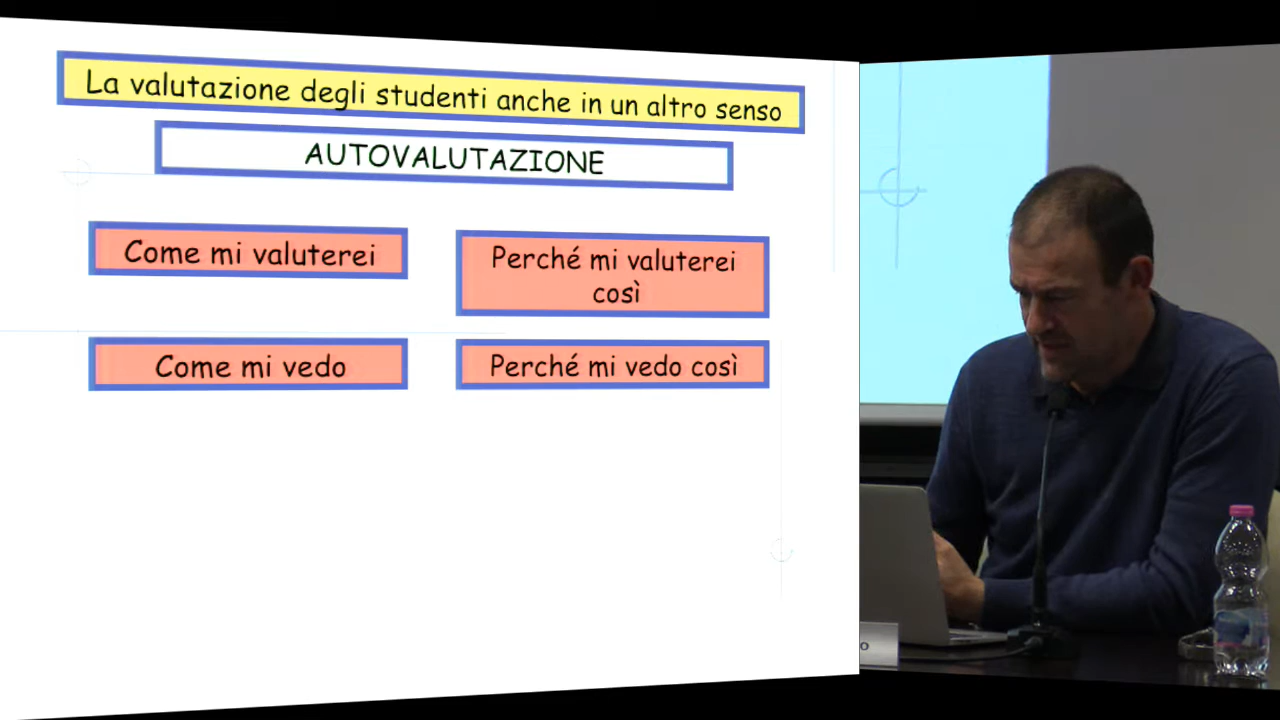 La valutazione degli studenti anche in un altro senso
AUTOVALUTAZIONE
Come mi valuterei
Perché mi valuterei
così
Come mi vedo
Perché mi vedo così
o